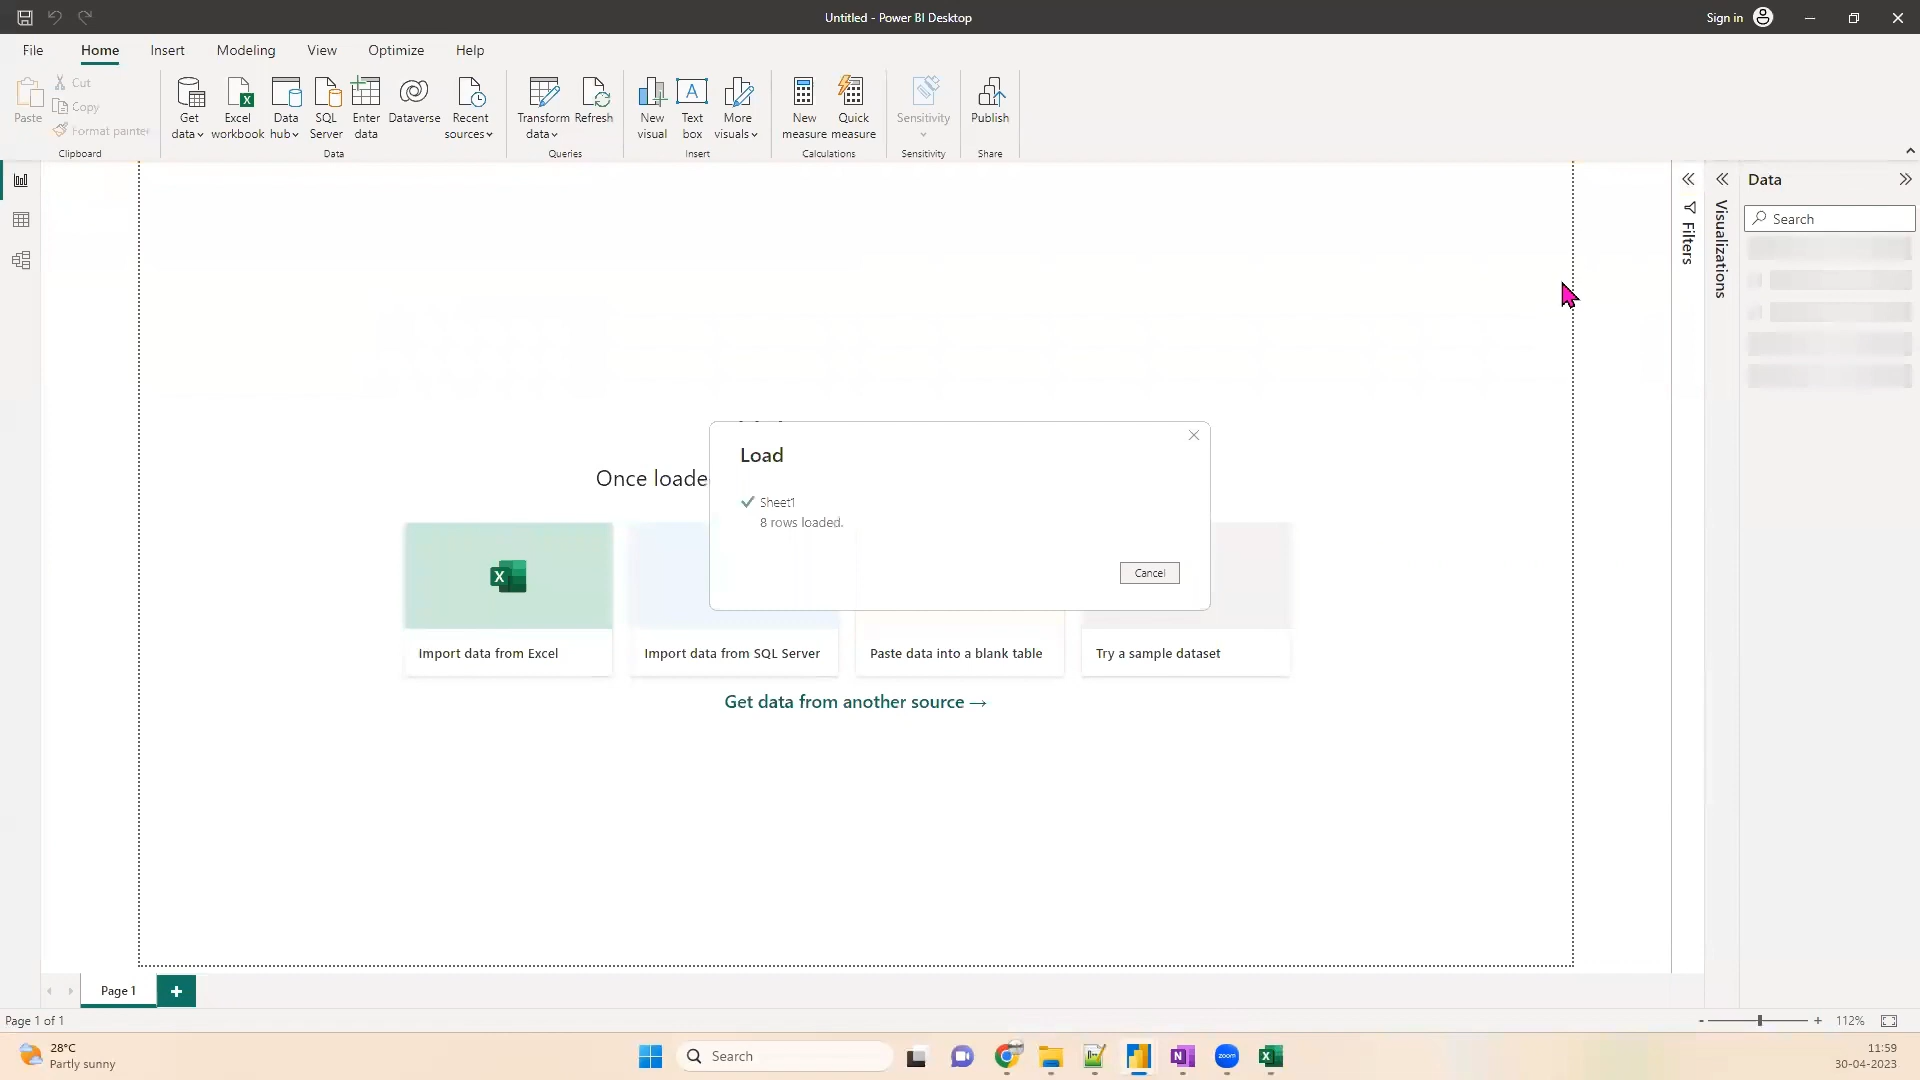 Untitled - Power BI Desktop
Sign in
File
Home
Insert
Modeling
View
Optimize
Help
Paste
Cut
Copy
Format painter
Clipboard
Get data
Excel workbook
Data hub
SQL Server
Enter data
Dataverse
Recent sources
Data
Transform data
Refresh
Queries
New visual
Text box
More visuals
Insert
New measure
Quick measure
Calculations
Sensitivity
Sensitivity
Publish
Share
Filters
Visualizations
Data
Search
Once loade
Load
Sheet1
8 rows loaded.
Cancel
Import data from Excel
Import data from SQL Server
Paste data into a blank table
Try a sample dataset
Get data from another source →
Page 1
Page 1 of 1
- + 112%
28°C
Partly sunny
Search
zoom
11:59
30-04-2023